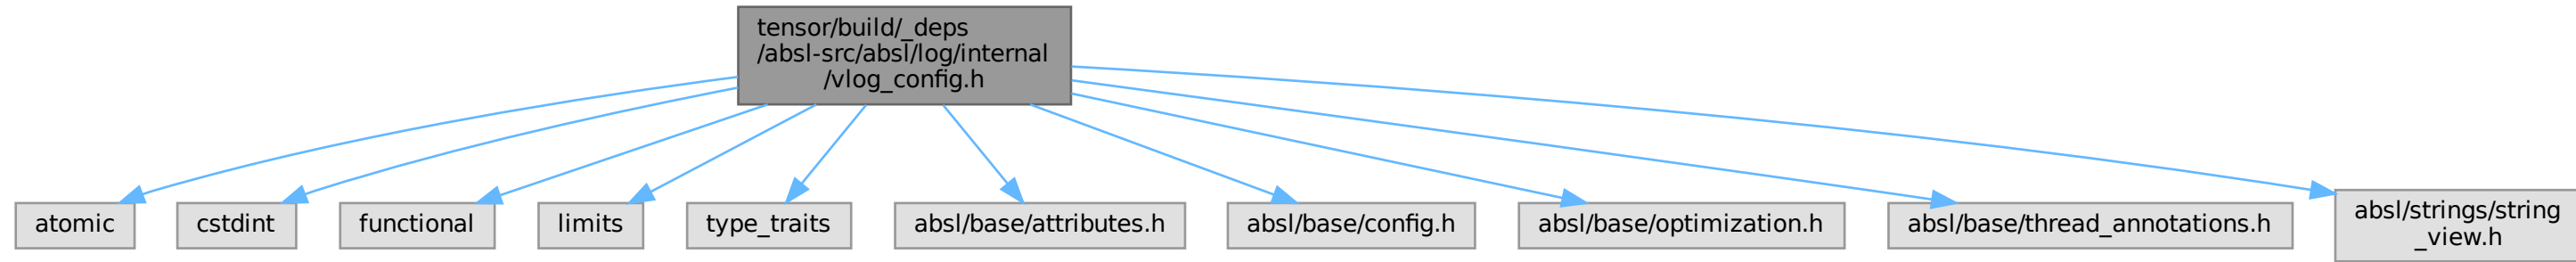 tensor/build/_deps
/absl-src/absl/log/internal
/vlog_config.h
atomic
cstdint
functional
limits
type_traits
absl/base/attributes.h
absl/base/config.h
absl/base/optimization.h
absl/base/thread_annotations.h
absl/strings/string
_view.h